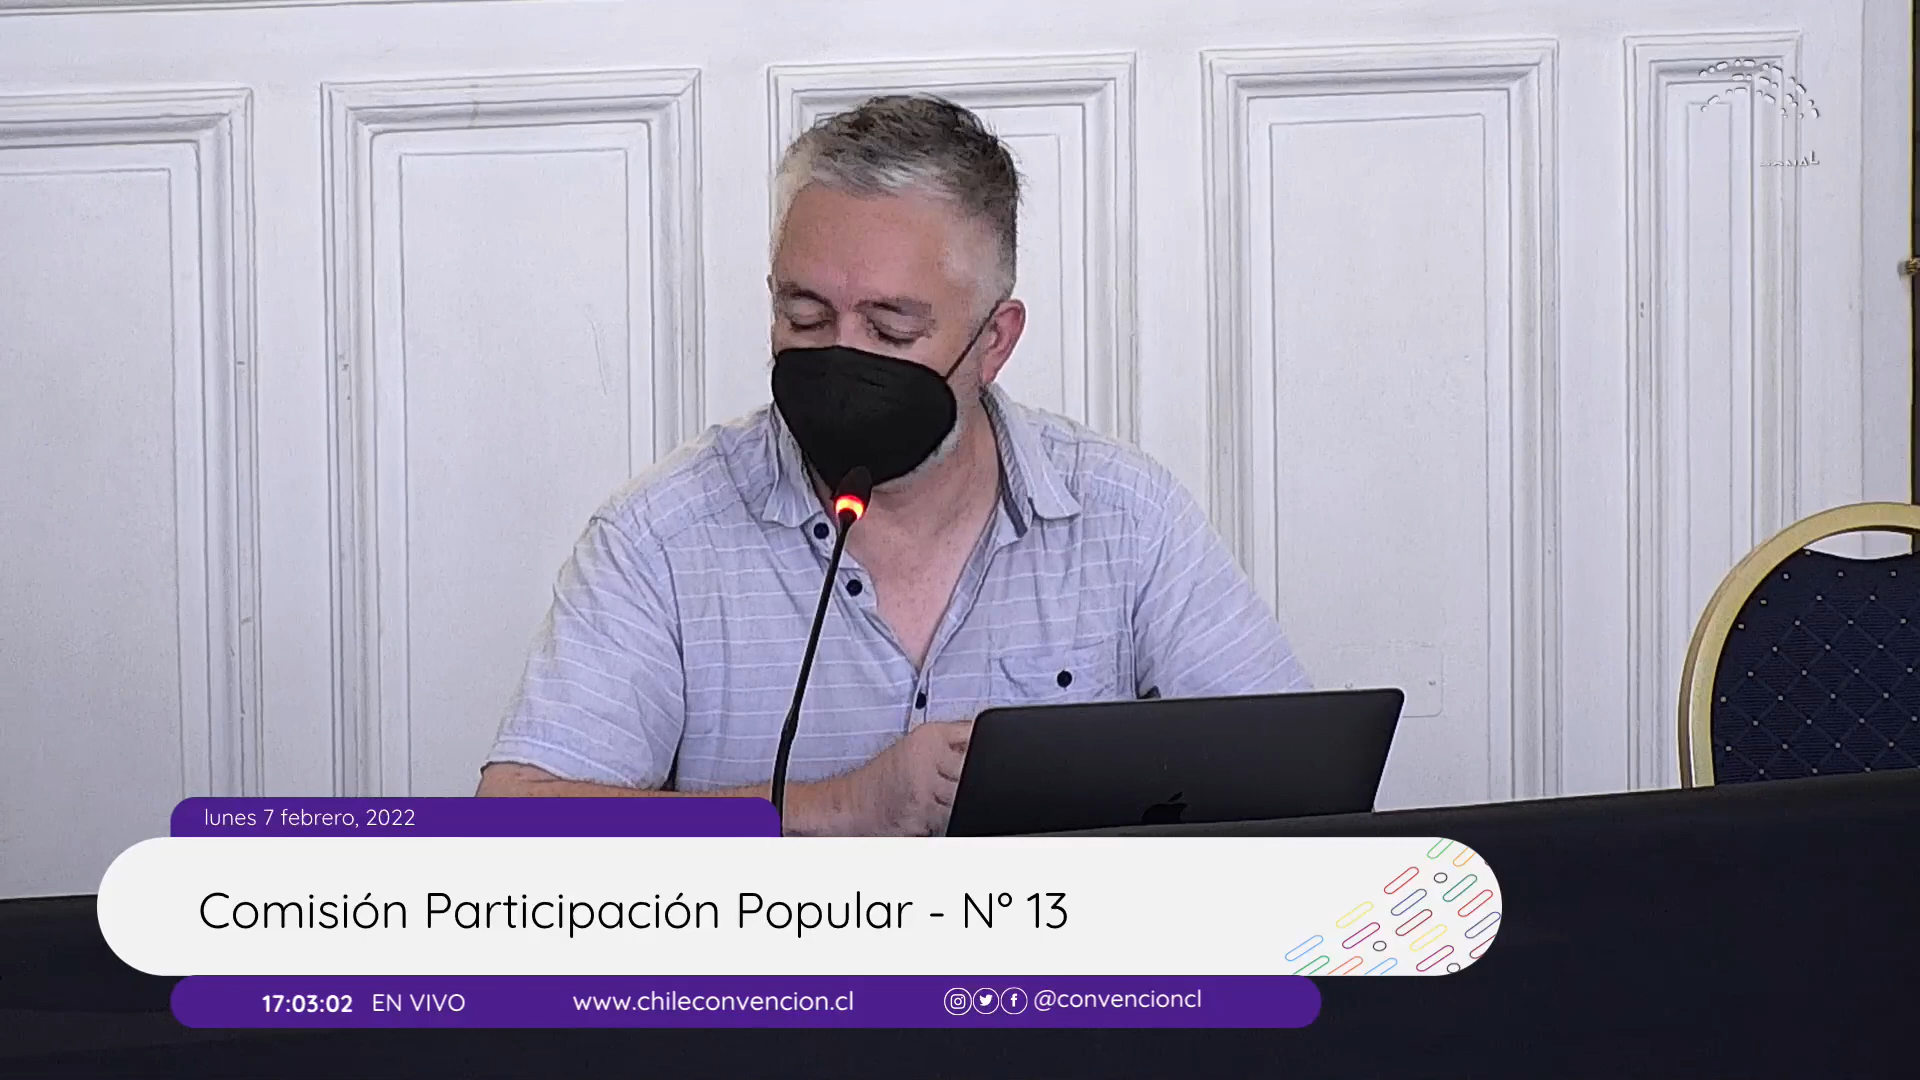 lunes 7 febrero, 2022
Comisión Participación Popular - N° 13
17:03:02 EN VIVO www.chileconvencion.cl @convencioncl